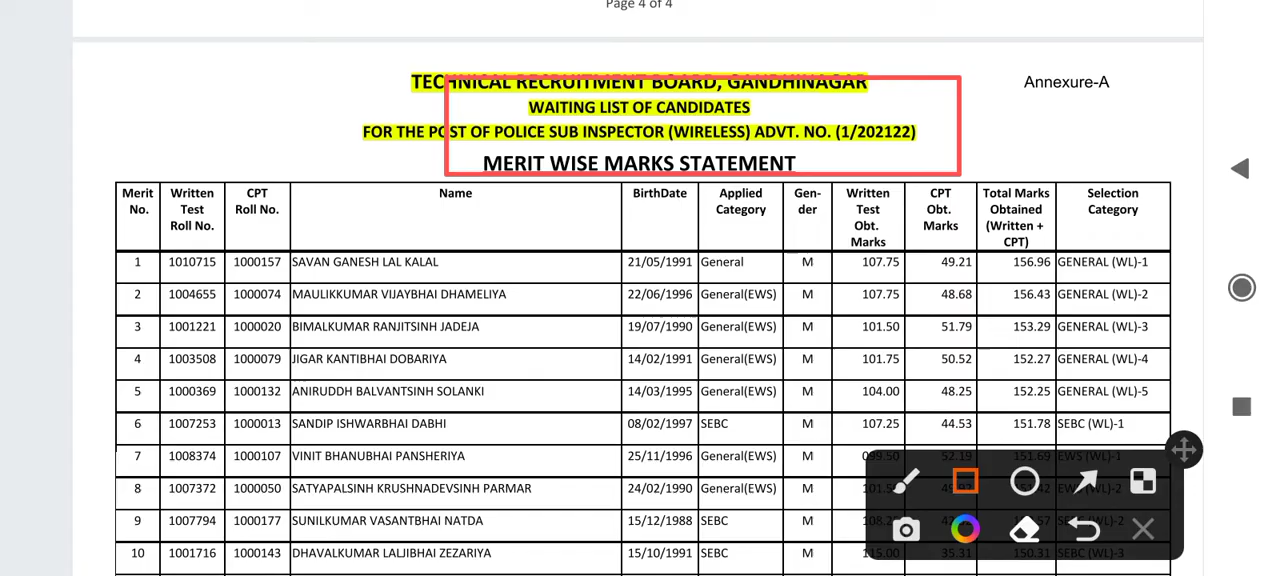 Page 4 of 4
TECHNICAL RECRUITMENT BOARD, GANDHINAGAR
Annexure-A
WAITING LIST OF CANDIDATES
FOR THE POST OF POLICE SUB INSPECTOR (WIRELESS) ADVT. NO. (1/202122)
MERIT WISE MARKS STATEMENT
Merit No. Written Test Roll No. CPT Roll No. Name BirthDate Applied Category Gen-der Written Test Obt. Marks CPT Obt. Marks Total Marks Obtained (Written + CPT) Selection Category
1 1010715 1000157 SAVAN GANESH LAL KALAL 21/05/1991 General M 107.75 49.21 156.96 GENERAL (WL)-1
2 1004655 1000074 MAULIKKUMAR VIJAYBHAI DHAMELIYA 22/06/1996 General(EWS) M 107.75 48.68 156.43 GENERAL (WL)-2
3 1001221 1000020 BIMALKUMAR RANJITSINH JADEJA 19/07/1990 General(EWS) M 101.50 51.79 153.29 GENERAL (WL)-3
4 1003508 1000079 JIGAR KANTIBHAI DOBARIYA 14/02/1991 General(EWS) M 101.75 50.52 152.27 GENERAL (WL)-4
5 1000369 1000132 ANIRUDDH BALVANTSINH SOLANKI 14/03/1995 General(EWS) M 104.00 48.25 152.25 GENERAL (WL)-5
6 1007253 1000013 SANDIP ISHWARBHAI DABHI 08/02/1997 SEBC M 107.25 44.53 151.78 SEBC (WL)-1
7 1008374 1000107 VINIT BHANUBHAI PANSHERIYA 25/11/1996 General(EWS) M 099.50 52.19 151.69 EWS (WL)-1
8 1007372 1000050 SATYAPALSINH KRUSHNADEVSINH PARMAR 24/02/1990 General(EWS) M
9 1007794 1000177 SUNILKUMAR VASANTBHAI NATDA 15/12/1988 SEBC M
10 1001716 1000143 DHAVALKUMAR LALJIBHAI ZEZARIYA 15/10/1991 SEBC M 115.00 35.31 150.31 SEBC (WL)-3